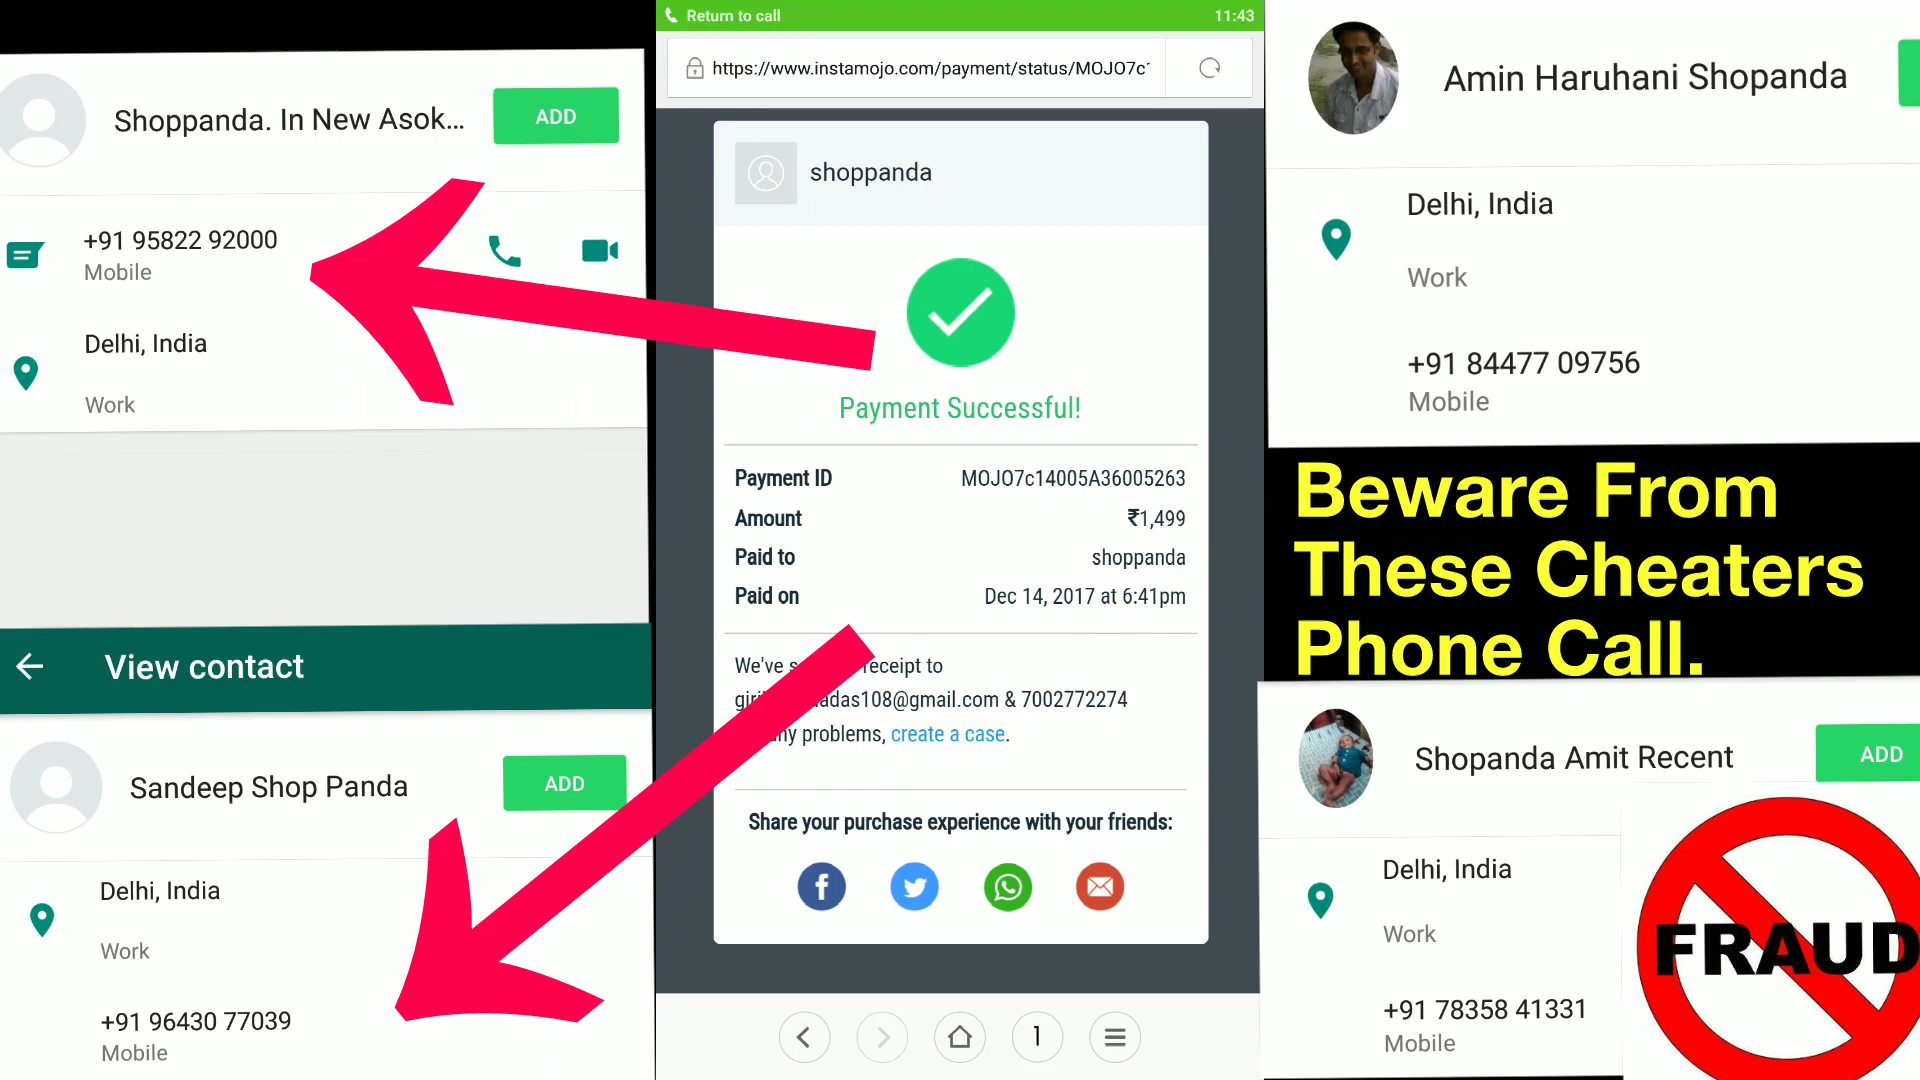 Shoppanda. In New Asok...
ADD
+91 95822 92000
Mobile
Delhi, India
Work
View contact
Sandeep Shop Panda
ADD
Delhi, India
Work
+91 96430 77039
Mobile
Return to call
11:43
https://www.instamojo.com/payment/status/MOJO7c
shoppanda
Payment Successful!
Payment ID MOJO7c14005A36005263
Amount ₹1,499
Paid to shoppanda
Paid on Dec 14, 2017 at 6:41pm
We've receipt to
adas108@gmail.com & 7002772274
any problems, create a case.
Share your purchase experience with your friends:
1
Amin Haruhani Shopanda
Delhi, India
Work
+91 84477 09756
Mobile
Beware From
These Cheaters
Phone Call.
Shopanda Amit Recent
ADD
Delhi, India
Work
+91 78358 41331
Mobile
FRAUD